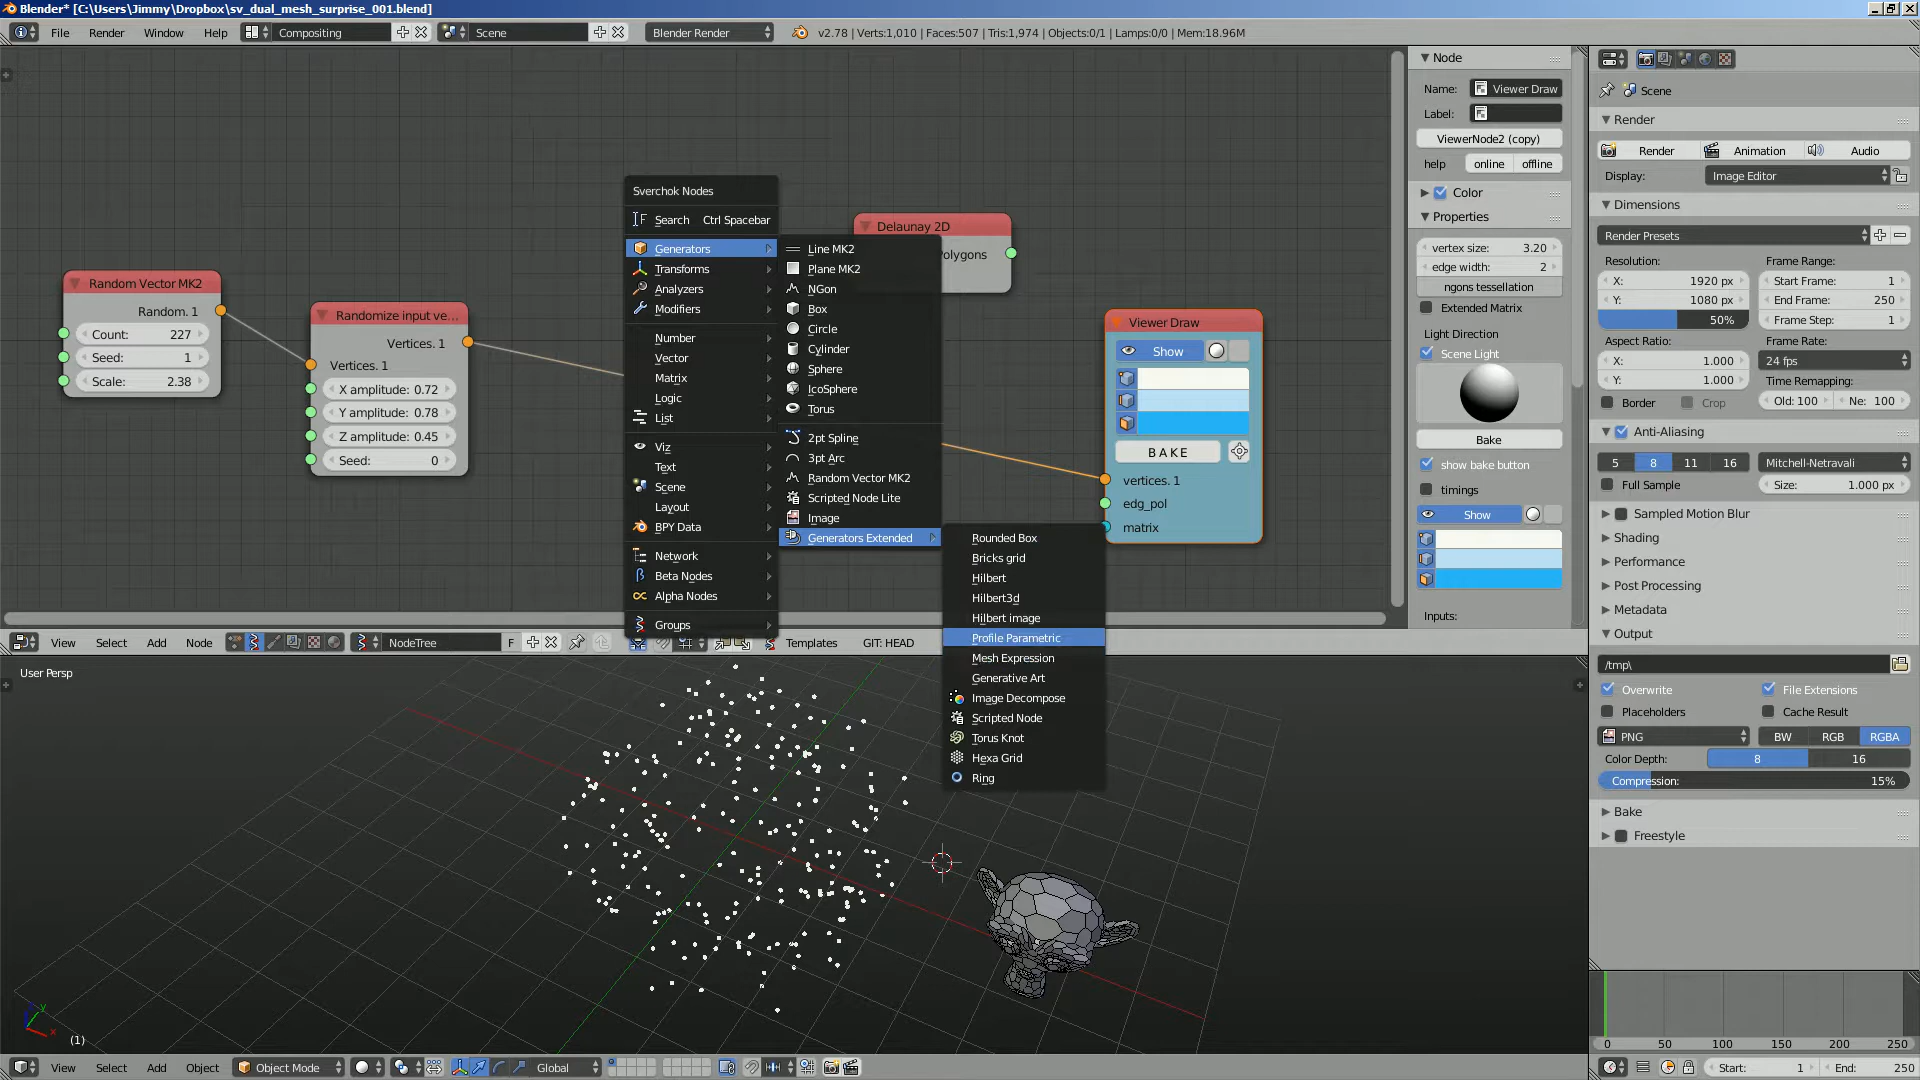 Blender* [C:\Users\Jimmy\Dropbox\sv_dual_mesh_surprise_001.blend]
File Render Window Help Compositing Scene Blender Render v2.78 | Verts:1,010 | Faces:507 | Tris:1,974 | Objects:0/1 | Lamps:0/0 | Mem:18.96M
Random Vector MK2
Random. 1
Count: 227
Seed: 1
Scale: 2.38
Randomize input ve...
Vertices. 1
Vertices. 1
X amplitude: 0.72
Y amplitude: 0.78
Z amplitude: 0.45
Seed: 0
Sverchok Nodes
Search Ctrl Spacebar
Generators
Transforms
Analyzers
Modifiers
Number
Vector
Matrix
Logic
List
Viz
Text
Scene
Layout
BPY Data
Network
Beta Nodes
Alpha Nodes
Groups
Line MK2
Plane MK2
NGon
Box
Circle
Cylinder
Sphere
IcoSphere
Torus
2pt Spline
3pt Arc
Random Vector MK2
Scripted Node Lite
Image
Generators Extended
Rounded Box
Bricks grid
Hilbert
Hilbert3d
Hilbert image
Profile Parametric
Mesh Expression
Generative Art
Image Decompose
Scripted Node
Torus Knot
Hexa Grid
Ring
Delaunay 2D
olygons
Viewer Draw
Show
BAKE
vertices. 1
edg_pol
matrix
Node
Name: Viewer Draw
Label:
ViewerNode2 (copy)
help online offline
Color
Properties
vertex size: 3.20
edge width: 2
ngons tessellation
Extended Matrix
Light Direction
Scene Light
Bake
show bake button
timings
Show
Inputs:
Scene
Render
Render Animation Audio
Display: Image Editor
Dimensions
Render Presets
Resolution: Frame Range:
X: 1920 px Start Frame: 1
Y: 1080 px End Frame: 250
50% Frame Step: 1
Aspect Ratio: Frame Rate:
X: 1.000 24 fps
Y: 1.000 Time Remapping:
Border Crop Old: 100 Ne: 100
Anti-Aliasing
5 8 11 16 Mitchell-Netravali
Full Sample Size: 1.000 px
Sampled Motion Blur
Shading
Performance
Post Processing
Metadata
Output
/tmp\
Overwrite File Extensions
Placeholders Cache Result
PNG BW RGB RGBA
Color Depth: 8 16
Compression: 15%
Bake
Freestyle
View Select Add Node NodeTree F Templates GIT: HEAD
User Persp
y
x
(1)
0 50 100 150 200 250
View Select Add Object Object Mode Global Start: 1 End: 250